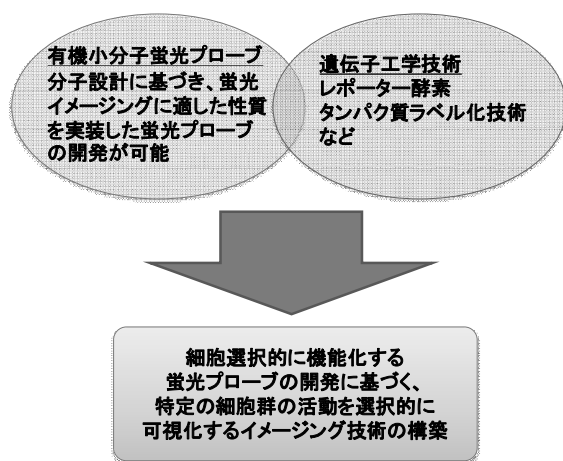 有機小分子蛍光プローブ
分子設計に基づき、蛍光
イメージングに適した性質
を実装した蛍光プローブ
の開発が可能
遺伝子工学技術
レポーター酵素
タンパク質ラベル化技術
など
細胞選択的に機能化する
蛍光プローブの開発に基づく、
特定の細胞群の活動を選択的に
可視化するイメージング技術の構築